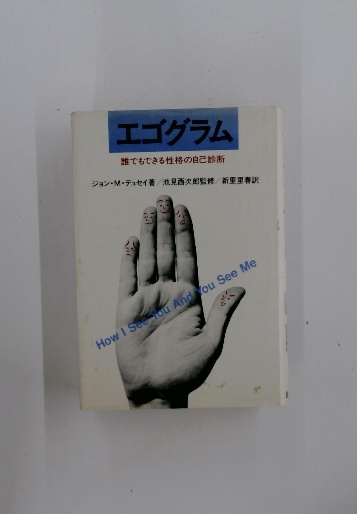 エゴグラム
誰でもできる性格の自己診断
ジョン・M・デュセイ著／池見酉次郎監修／新里里春訳
How I See You And You See Me